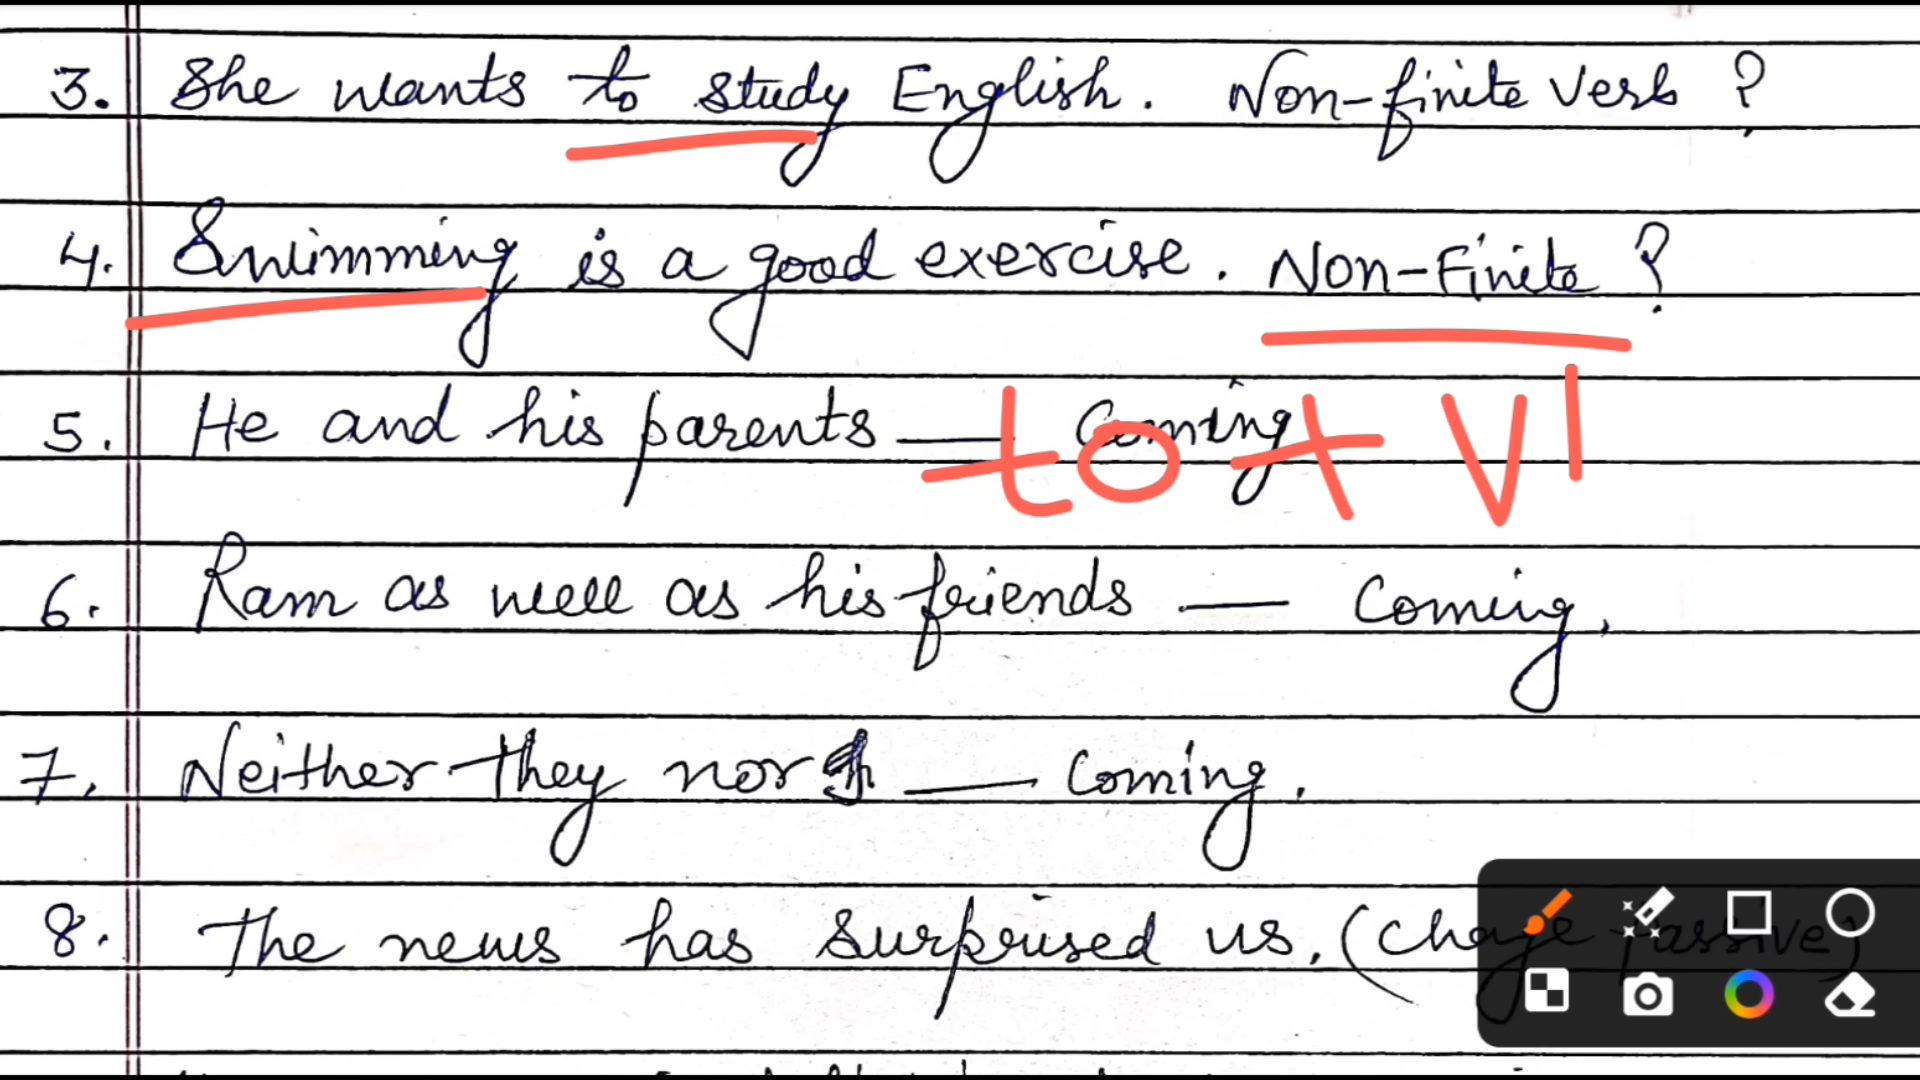 3. She wants to study English. Non-finite Verb ?
4. Swimming is a good exercise. Non-Finite ?
5. He and his parents — Coming
to + V1
6. Ram as well as his friends — Coming.
7. Neither they nor — Coming.
8. The news has surprised us. (Change Passive)